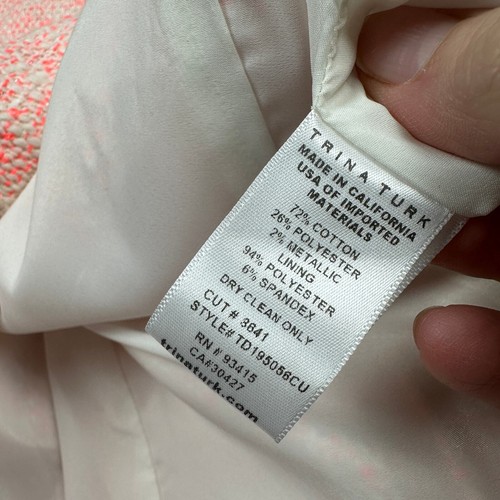 TRINA TURK
MADE IN CALIFORNIA
USA OF IMPORTED
MATERIALS
72% COTTON
26% POLYESTER
2% METALLIC
LINING
94% POLYESTER
6% SPANDEX
DRY CLEAN ONLY
CUT # 3641
STYLE# TD195056CU
RN # 93415
CA#30427
trinaturk.com